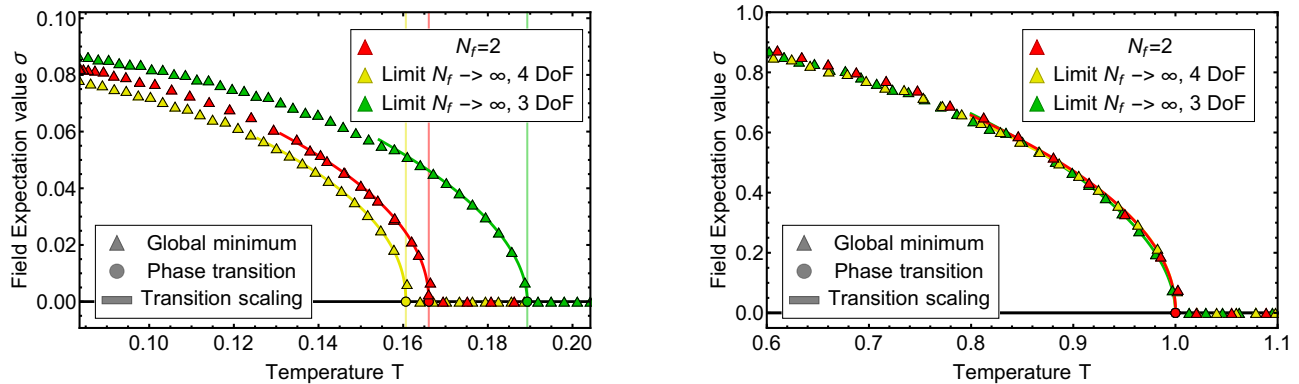 0.10
0.08
0.06
0.04
0.02
0.00
Field Expectation value σ
N_f=2
Limit N_f -> ∞, 4 DoF
Limit N_f -> ∞, 3 DoF
Global minimum
Phase transition
Transition scaling
0.10 0.12 0.14 0.16 0.18 0.20
Temperature T
1.0
0.8
0.6
0.4
0.2
0.0
Field Expectation value σ
N_f=2
Limit N_f -> ∞, 4 DoF
Limit N_f -> ∞, 3 DoF
Global minimum
Phase transition
Transition scaling
0.6 0.7 0.8 0.9 1.0 1.1
Temperature T